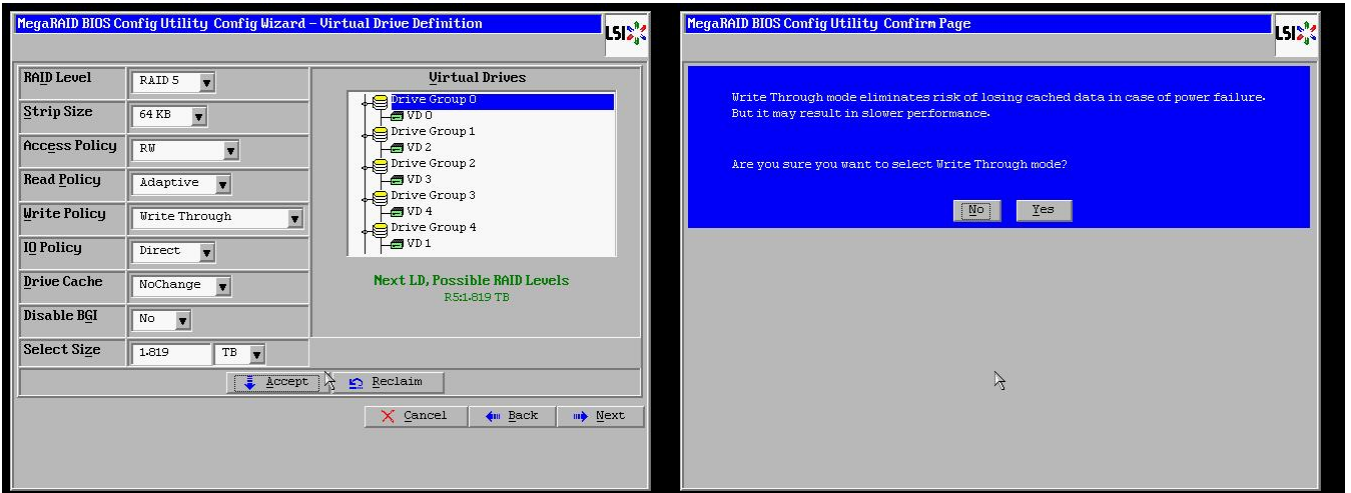 MegaRAID BIOS Config Utility Config Wizard - Virtual Drive Definition
LSI
RAID Level
RAID 5
Strip Size
64 KB
Access Policy
RW
Read Policy
Adaptive
Write Policy
Write Through
IO Policy
Direct
Drive Cache
NoChange
Disable BGI
No
Select Size
1.819
TB
Virtual Drives
Drive Group 0
VD 0
Drive Group 1
VD 2
Drive Group 2
VD 3
Drive Group 3
VD 4
Drive Group 4
VD 1
Next LD, Possible RAID Levels
R5:1.819 TB
Accept
Reclaim
Cancel
Back
Next
MegaRAID BIOS Config Utility Confirm Page
LSI
Write Through mode eliminates risk of losing cached data in case of power failure.
But it may result in slower performance.
Are you sure you want to select Write Through mode?
No
Yes